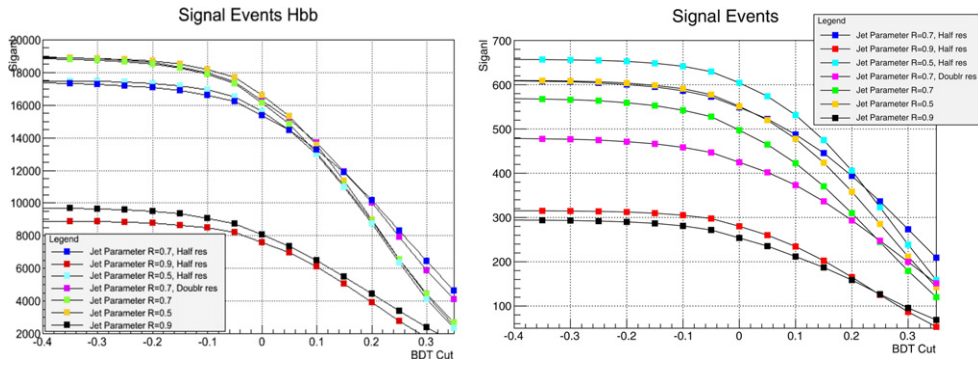 Signal Events Hbb
Siganl
20000
18000
16000
14000
12000
10000
8000
6000
4000
2000
Legend
Jet Parameter R=0.7, Half res
Jet Parameter R=0.9, Half res
Jet Parameter R=0.5, Half res
Jet Parameter R=0.7, Doublr res
Jet Parameter R=0.7
Jet Parameter R=0.5
Jet Parameter R=0.9
-0.4 -0.3 -0.2 -0.1 0 0.1 0.2 0.3
BDT Cut
Signal Events
Siganl
700
600
500
400
300
200
100
Legend
Jet Parameter R=0.7, Half res
Jet Parameter R=0.9, Half res
Jet Parameter R=0.5, Half res
Jet Parameter R=0.7, Doublr res
Jet Parameter R=0.7
Jet Parameter R=0.5
Jet Parameter R=0.9
-0.4 -0.3 -0.2 -0.1 0 0.1 0.2 0.3
BDT Cut